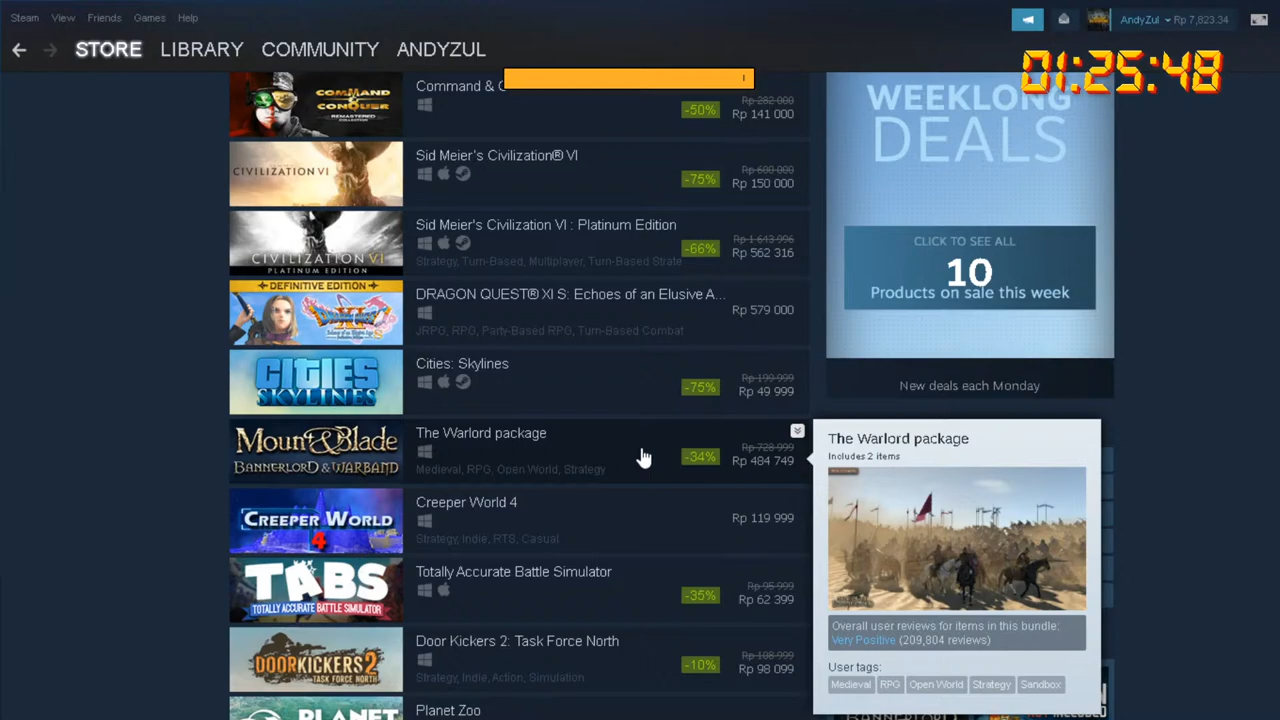 Steam View Friends Games Help
AndyZul Rp 7,823.34
STORE LIBRARY COMMUNITY ANDYZUL
01:25:48
COMMAND & CONQUER
REMASTERED COLLECTION
Command & C
-50%
Rp 282 000
Rp 141 000
CIVILIZATION VI
Sid Meier's Civilization® VI
-75%
Rp 600 000
Rp 150 000
CIVILIZATION VI
PLATINUM EDITION
Sid Meier's Civilization VI : Platinum Edition
Strategy, Turn-Based, Multiplayer, Turn-Based Strate
-66%
Rp 1 643 996
Rp 562 316
DEFINITIVE EDITION
DRAGON QUEST XI S
DRAGON QUEST® XI S: Echoes of an Elusive A...
JRPG, RPG, Party-Based RPG, Turn-Based Combat
Rp 579 000
CITIES SKYLINES
Cities: Skylines
-75%
Rp 199 999
Rp 49 999
MOUNT&BLADE
BANNERLORD & WARBAND
The Warlord package
Medieval, RPG, Open World, Strategy
-34%
Rp 728 999
Rp 484 749
CREEPER WORLD 4
Creeper World 4
Strategy, Indie, RTS, Casual
Rp 119 999
TABS
TOTALLY ACCURATE BATTLE SIMULATOR
Totally Accurate Battle Simulator
-35%
Rp 95 999
Rp 62 399
DOORKICKERS 2
TASK FORCE NORTH
Door Kickers 2: Task Force North
Strategy, Indie, Action, Simulation
-10%
Rp 108 999
Rp 98 099
PLANET
Planet Zoo
WEEKLONG
DEALS
CLICK TO SEE ALL
10
Products on sale this week
New deals each Monday
The Warlord package
Includes 2 items
Overall user reviews for items in this bundle:
Very Positive (209,804 reviews)
User tags:
Medieval RPG Open World Strategy Sandbox